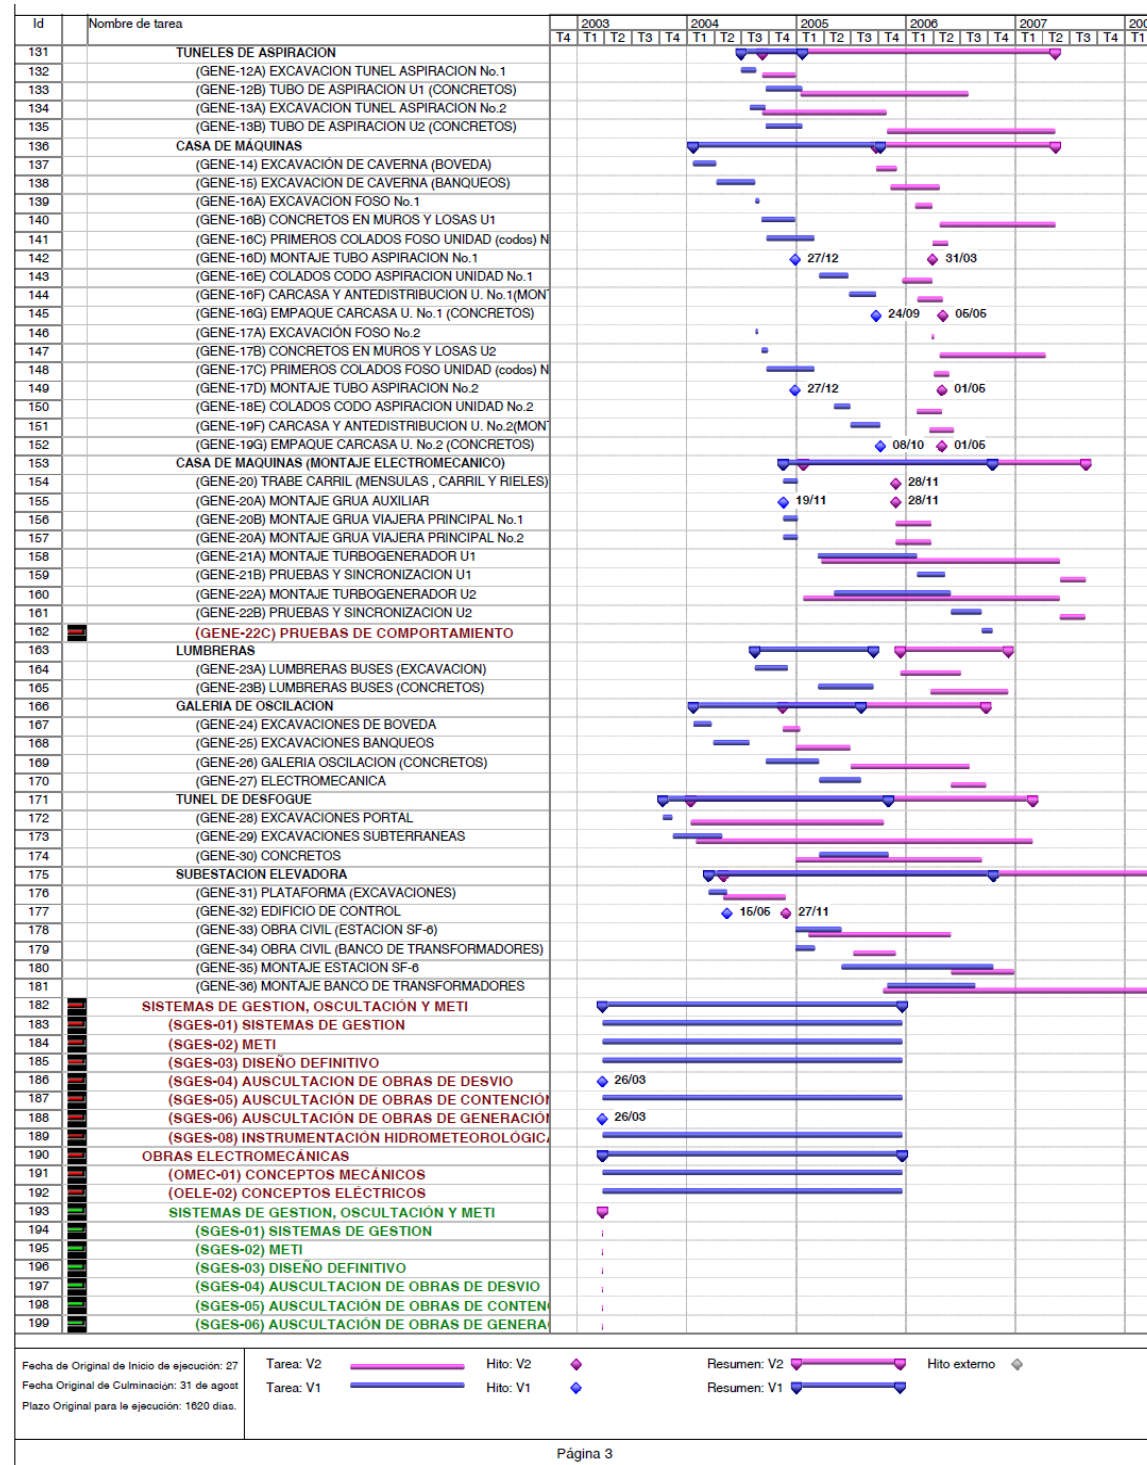 Id Nombre de tarea 2003 2004 2005 2006 2007 200
T4 T1 T2 T3 T4 T1 T2 T3 T4 T1 T2 T3 T4 T1 T2 T3 T4 T1 T2 T3 T4 T1
131 TUNELES DE ASPIRACION
132 (GENE-12A) EXCAVACION TUNEL ASPIRACION No.1
133 (GENE-12B) TUBO DE ASPIRACION U1 (CONCRETOS)
134 (GENE-13A) EXCAVACION TUNEL ASPIRACION No.2
135 (GENE-13B) TUBO DE ASPIRACION U2 (CONCRETOS)
136 CASA DE MÁQUINAS
137 (GENE-14) EXCAVACIÓN DE CAVERNA (BOVEDA)
138 (GENE-15) EXCAVACION DE CAVERNA (BANQUEOS)
139 (GENE-16A) EXCAVACION FOSO No.1
140 (GENE-16B) CONCRETOS EN MUROS Y LOSAS U1
141 (GENE-16C) PRIMEROS COLADOS FOSO UNIDAD (codos) N
142 (GENE-16D) MONTAJE TUBO ASPIRACION No.1 27/12 31/03
143 (GENE-16E) COLADOS CODO ASPIRACION UNIDAD No.1
144 (GENE-16F) CARCASA Y ANTEDISTRIBUCION U. No.1(MON
145 (GENE-16G) EMPAQUE CARCASA U. No.1 (CONCRETOS) 24/09 05/05
146 (GENE-17A) EXCAVACIÓN FOSO No.2
147 (GENE-17B) CONCRETOS EN MUROS Y LOSAS U2
148 (GENE-17C) PRIMEROS COLADOS FOSO UNIDAD (codos) N
149 (GENE-17D) MONTAJE TUBO ASPIRACION No.2 27/12 01/05
150 (GENE-18E) COLADOS CODO ASPIRACION UNIDAD No.2
151 (GENE-19F) CARCASA Y ANTEDISTRIBUCION U. No.2(MON
152 (GENE-19G) EMPAQUE CARCASA U. No.2 (CONCRETOS) 08/10 01/05
153 CASA DE MAQUINAS (MONTAJE ELECTROMECANICO)
154 (GENE-20) TRABE CARRIL (MENSULAS , CARRIL Y RIELES) 28/11
155 (GENE-20A) MONTAJE GRUA AUXILIAR 19/11 28/11
156 (GENE-20B) MONTAJE GRUA VIAJERA PRINCIPAL No.1
157 (GENE-20A) MONTAJE GRUA VIAJERA PRINCIPAL No.2
158 (GENE-21A) MONTAJE TURBOGENERADOR U1
159 (GENE-21B) PRUEBAS Y SINCRONIZACION U1
160 (GENE-22A) MONTAJE TURBOGENERADOR U2
161 (GENE-22B) PRUEBAS Y SINCRONIZACION U2
162 (GENE-22C) PRUEBAS DE COMPORTAMIENTO
163 LUMBRERAS
164 (GENE-23A) LUMBRERAS BUSES (EXCAVACION)
165 (GENE-23B) LUMBRERAS BUSES (CONCRETOS)
166 GALERIA DE OSCILACION
167 (GENE-24) EXCAVACIONES DE BOVEDA
168 (GENE-25) EXCAVACIONES BANQUEOS
169 (GENE-26) GALERIA OSCILACION (CONCRETOS)
170 (GENE-27) ELECTROMECANICA
171 TUNEL DE DESFOGUE
172 (GENE-28) EXCAVACIONES PORTAL
173 (GENE-29) EXCAVACIONES SUBTERRANEAS
174 (GENE-30) CONCRETOS
175 SUBESTACION ELEVADORA
176 (GENE-31) PLATAFORMA (EXCAVACIONES)
177 (GENE-32) EDIFICIO DE CONTROL 15/05 27/11
178 (GENE-33) OBRA CIVIL (ESTACION SF-6)
179 (GENE-34) OBRA CIVIL (BANCO DE TRANSFORMADORES)
180 (GENE-35) MONTAJE ESTACION SF-6
181 (GENE-36) MONTAJE BANCO DE TRANSFORMADORES
182 SISTEMAS DE GESTION, OSCULTACIÓN Y METI
183 (SGES-01) SISTEMAS DE GESTION
184 (SGES-02) METI
185 (SGES-03) DISEÑO DEFINITIVO
186 (SGES-04) AUSCULTACION DE OBRAS DE DESVIO 26/03
187 (SGES-05) AUSCULTACIÓN DE OBRAS DE CONTENCIÓN
188 (SGES-06) AUSCULTACIÓN DE OBRAS DE GENERACIÓN 26/03
189 (SGES-08) INSTRUMENTACIÓN HIDROMETEOROLÓGICA
190 OBRAS ELECTROMECÁNICAS
191 (OMEC-01) CONCEPTOS MECÁNICOS
192 (OELE-02) CONCEPTOS ELÉCTRICOS
193 SISTEMAS DE GESTION, OSCULTACIÓN Y METI
194 (SGES-01) SISTEMAS DE GESTION
195 (SGES-02) METI
196 (SGES-03) DISEÑO DEFINITIVO
197 (SGES-04) AUSCULTACION DE OBRAS DE DESVIO
198 (SGES-05) AUSCULTACIÓN DE OBRAS DE CONTEN
199 (SGES-06) AUSCULTACIÓN DE OBRAS DE GENERA
Fecha de Original de Inicio de ejecución: 27 Tarea: V2 Hito: V2 Resumen: V2 Hito externo
Fecha Original de Culminación: 31 de agost Tarea: V1 Hito: V1 Resumen: V1
Plazo Original para le ejecución: 1620 dias.
Página 3